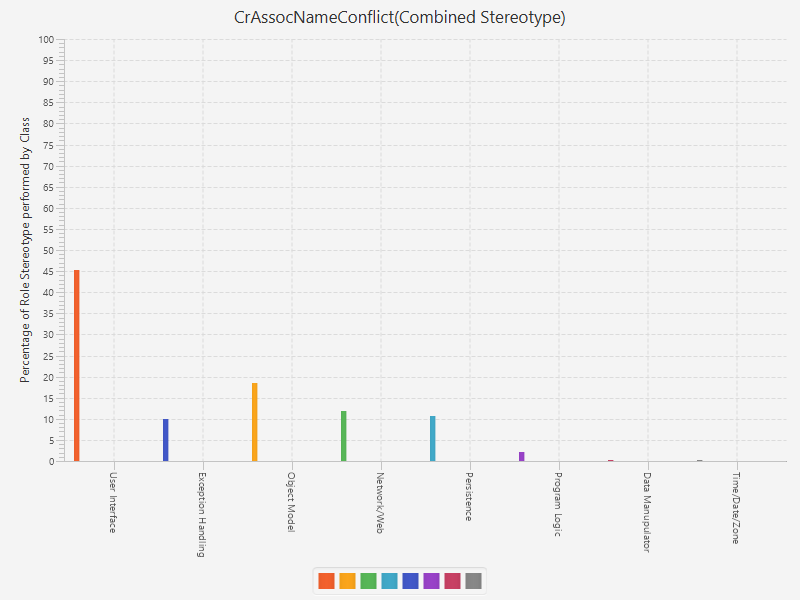 CrAssocNameConflict(Combined Stereotype)
Percentage of Role Stereotype performed by Class
100
95
90
85
80
75
70
65
60
55
50
45
40
35
30
25
20
15
10
5
0
User Interface
Exception Handling
Object Model
Network/Web
Persistence
Program Logic
Data Manupulator
Time/Date/Zone